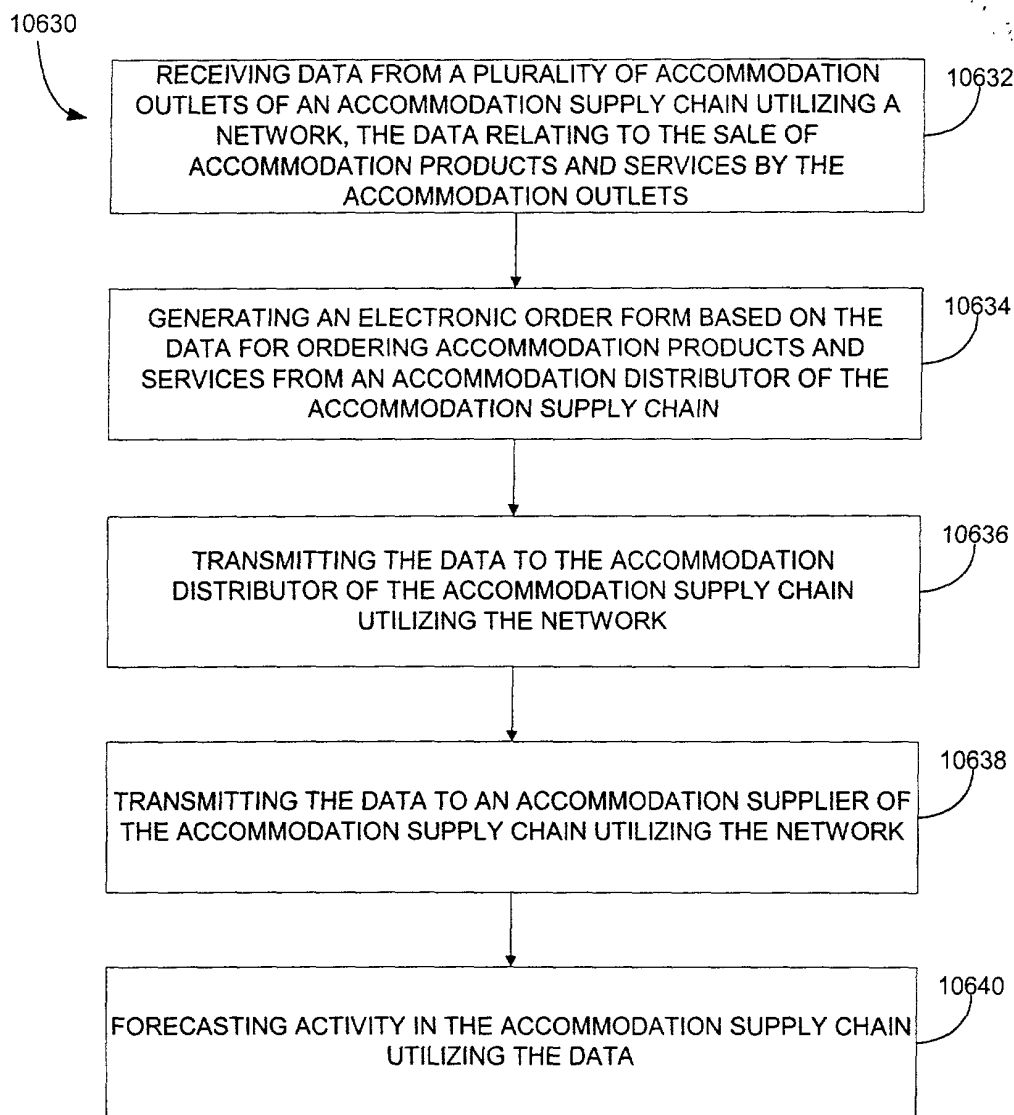 10630
RECEIVING DATA FROM A PLURALITY OF ACCOMMODATION
OUTLETS OF AN ACCOMMODATION SUPPLY CHAIN UTILIZING A
NETWORK, THE DATA RELATING TO THE SALE OF
ACCOMMODATION PRODUCTS AND SERVICES BY THE
ACCOMMODATION OUTLETS
10632
GENERATING AN ELECTRONIC ORDER FORM BASED ON THE
DATA FOR ORDERING ACCOMMODATION PRODUCTS AND
SERVICES FROM AN ACCOMMODATION DISTRIBUTOR OF THE
ACCOMMODATION SUPPLY CHAIN
10634
TRANSMITTING THE DATA TO THE ACCOMMODATION
DISTRIBUTOR OF THE ACCOMMODATION SUPPLY CHAIN
UTILIZING THE NETWORK
10636
TRANSMITTING THE DATA TO AN ACCOMMODATION SUPPLIER OF
THE ACCOMMODATION SUPPLY CHAIN UTILIZING THE NETWORK
10638
FORECASTING ACTIVITY IN THE ACCOMMODATION SUPPLY CHAIN
UTILIZING THE DATA
10640